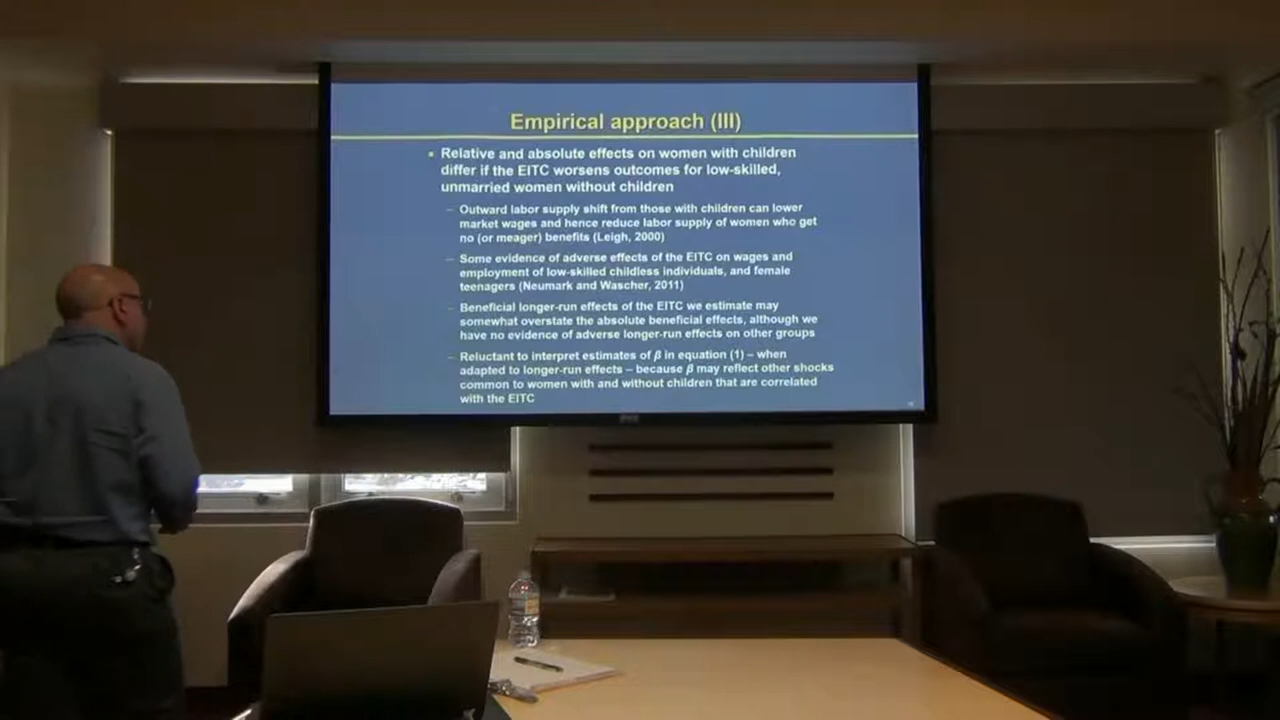 Empirical approach (III)
Relative and absolute effects on women with children
differ if the EITC worsens outcomes for low-skilled,
unmarried women without children
– Outward labor supply shift from those with children can lower
market wages and hence reduce labor supply of women who get
no (or meager) benefits (Leigh, 2000)
– Some evidence of adverse effects of the EITC on wages and
employment of low-skilled childless individuals, and female
teenagers (Neumark and Wascher, 2011)
– Beneficial longer-run effects of the EITC we estimate may
somewhat overstate the absolute beneficial effects, although we
have no evidence of adverse longer-run effects on other groups
– Reluctant to interpret estimates of β in equation (1) – when
adapted to longer-run effects – because β may reflect other shocks
common to women with and without children that are correlated
with the EITC